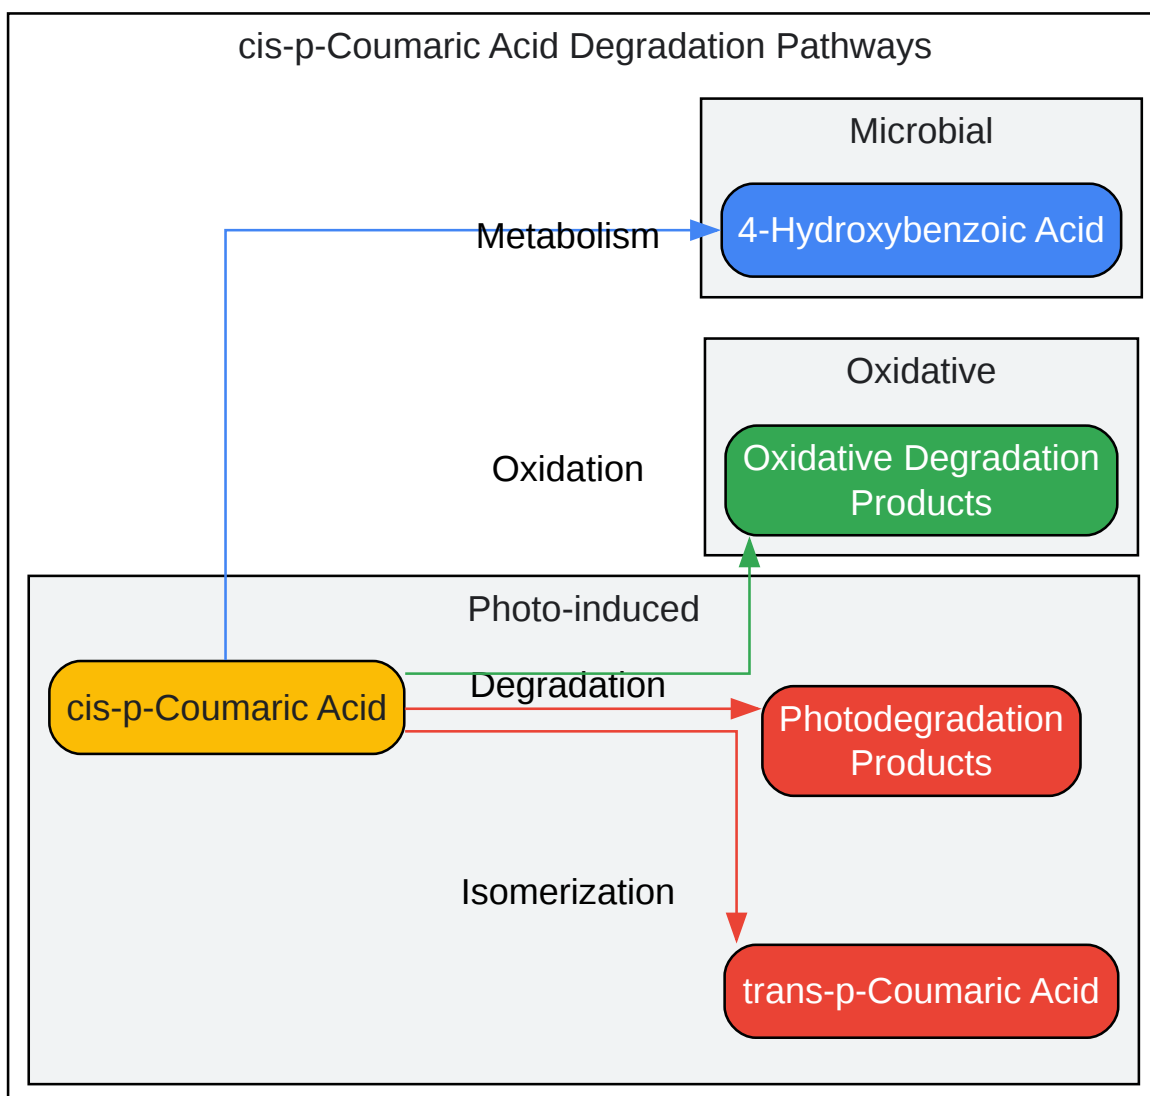 cis-p-Coumaric Acid Degradation Pathways
Microbial
Metabolism
4-Hydroxybenzoic Acid
Oxidative
Oxidation
Oxidative Degradation
Products
Photo-induced
cis-p-Coumaric Acid
Degradation
Photodegradation
Products
Isomerization
trans-p-Coumaric Acid